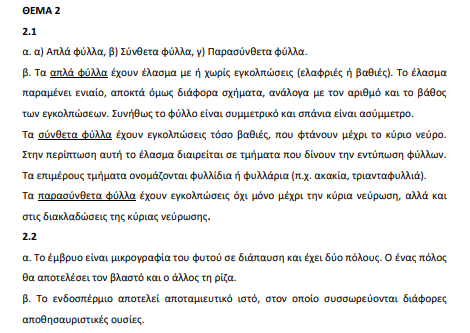 ΘΕΜΑ 2
2.1
α. α) Απλά φύλλα, β) Σύνθετα φύλλα, γ) Παρασύνθετα φύλλα.
β. Τα απλά φύλλα έχουν έλασμα με ή χωρίς εγκολπώσεις (ελαφριές ή βαθιές). Το έλασμα
παραμένει ενιαίο, αποκτά όμως διάφορα σχήματα, ανάλογα με τον αριθμό και το βάθος
των εγκολπώσεων. Συνήθως το φύλλο είναι συμμετρικό και σπάνια είναι ασύμμετρο.
Τα σύνθετα φύλλα έχουν εγκολπώσεις τόσο βαθιές, που φτάνουν μέχρι το κύριο νεύρο.
Στην περίπτωση αυτή το έλασμα διαιρείται σε τμήματα που δίνουν την εντύπωση φύλλων.
Τα επιμέρους τμήματα ονομάζονται φυλλίδια ή φυλλάρια (π.χ. ακακία, τριανταφυλλιά).
Τα παρασύνθετα φύλλα έχουν εγκολπώσεις όχι μόνο μέχρι την κύρια νεύρωση, αλλά και
στις διακλαδώσεις της κύριας νεύρωσης.
2.2
α. Το έμβρυο είναι μικρογραφία του φυτού σε διάπαυση και έχει δύο πόλους. Ο ένας πόλος
θα αποτελέσει τον βλαστό και ο άλλος τη ρίζα.
β. Το ενδοσπέρμιο αποτελεί αποταμιευτικό ιστό, στον οποίο συσσωρεύονται διάφορες
αποθησαυριστικές ουσίες.